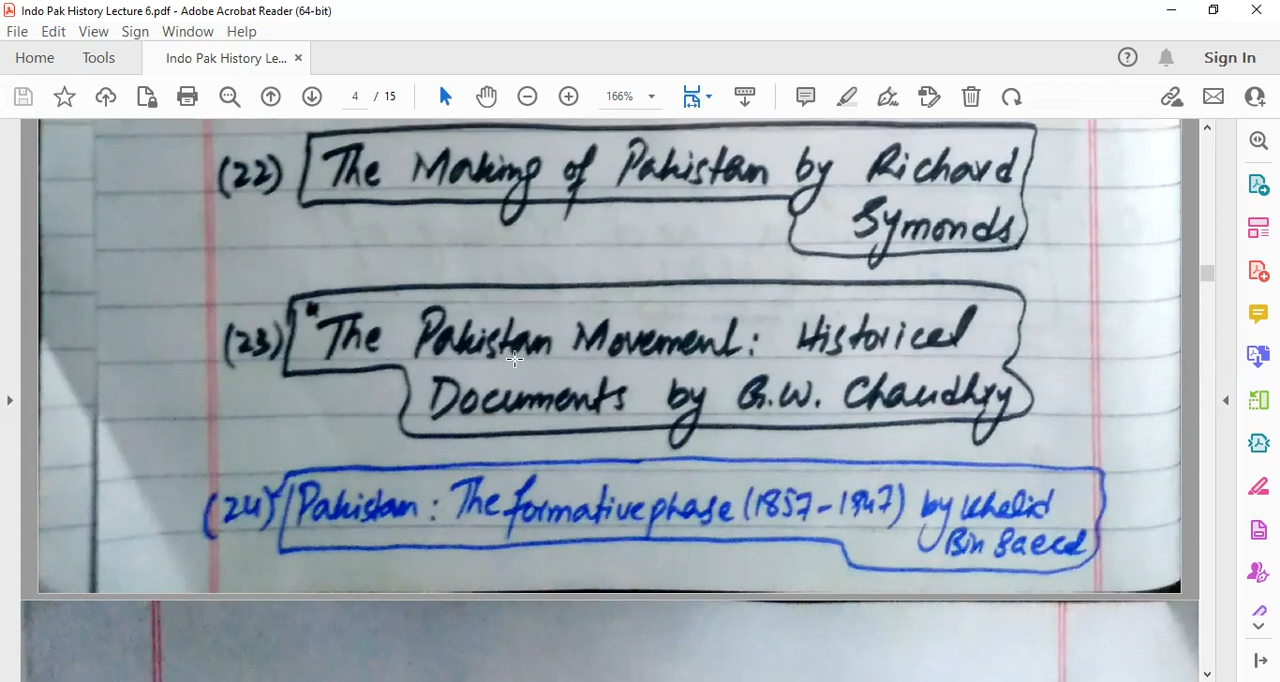 Indo Pak History Lecture 6.pdf - Adobe Acrobat Reader (64-bit)
File Edit View Sign Window Help
Home Tools Indo Pak History Le... × Sign In
4 / 15 166%
(22) The Making of Pakistan by Richard
Symonds
(23) "The Pakistan Movement: Historical
Documents by G.W. Chaudhry
(24) Pakistan: The formative phase (1857-1947) by Khalid
Bin Saeed